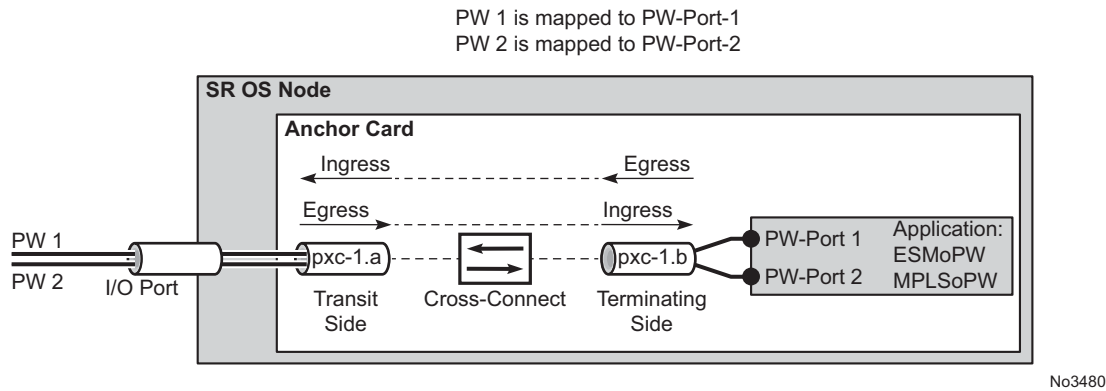 PW 1 is mapped to PW-Port-1
PW 2 is mapped to PW-Port-2
SR OS Node
Anchor Card
Ingress
Egress
Egress
Ingress
PW 1
PW 2
I/O Port
pxc-1.a
pxc-1.b
PW-Port 1
PW-Port 2
Application:
ESMoPW
MPLSoPW
Transit
Side
Cross-Connect
Terminating
Side
No3480